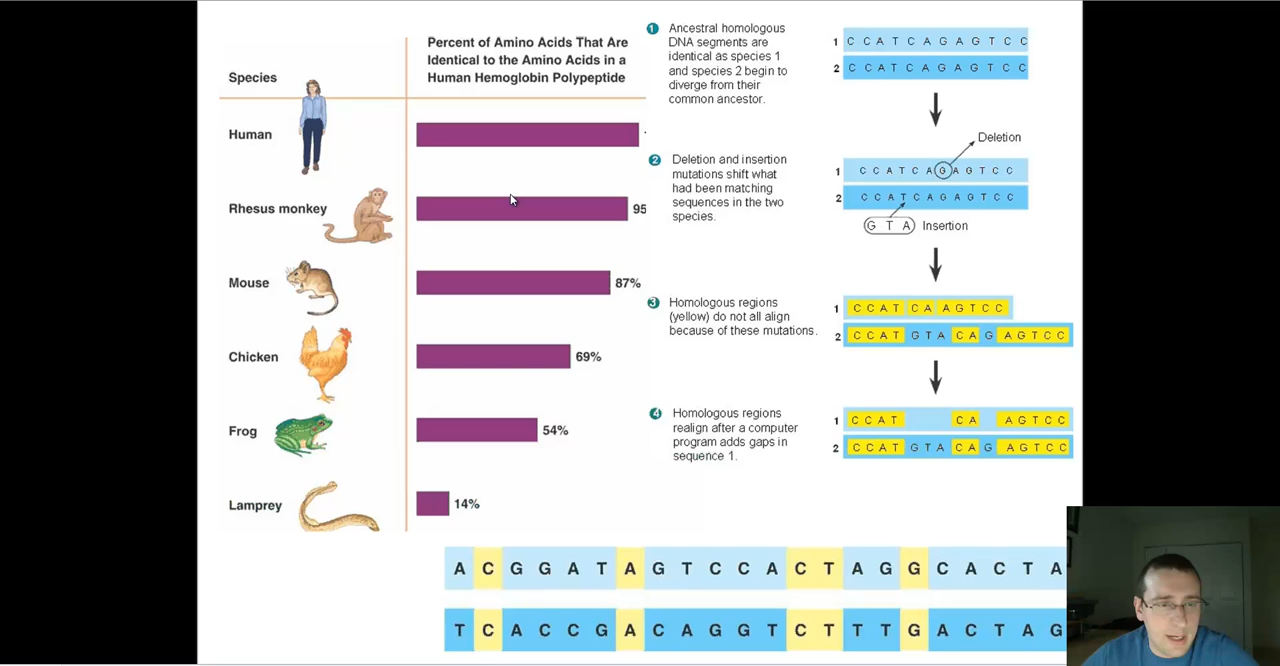 Percent of Amino Acids That Are
Identical to the Amino Acids in a
Human Hemoglobin Polypeptide
Species
Human
Rhesus monkey
95
Mouse
87%
Chicken
69%
Frog
54%
Lamprey
14%
1 Ancestral homologous
DNA segments are
identical as species 1
and species 2 begin to
diverge from their
common ancestor.
1 C C A T C A G A G T C C
2 C C A T C A G A G T C C
Deletion
2 Deletion and insertion
mutations shift what
had been matching
sequences in the two
species.
1 C C A T C A G A G T C C
2 C C A T C A G A G T C C
G T A Insertion
3 Homologous regions
(yellow) do not all align
because of these mutations.
1 C C A T C A A G T C C
2 C C A T G T A C A G A G T C C
4 Homologous regions
realign after a computer
program adds gaps in
sequence 1.
1 C C A T C A A G T C C
2 C C A T G T A C A G A G T C C
A C G G A T A G T C C A C T A G G C A C T A
T C A C C G A C A G G T C T T T G A C T A G